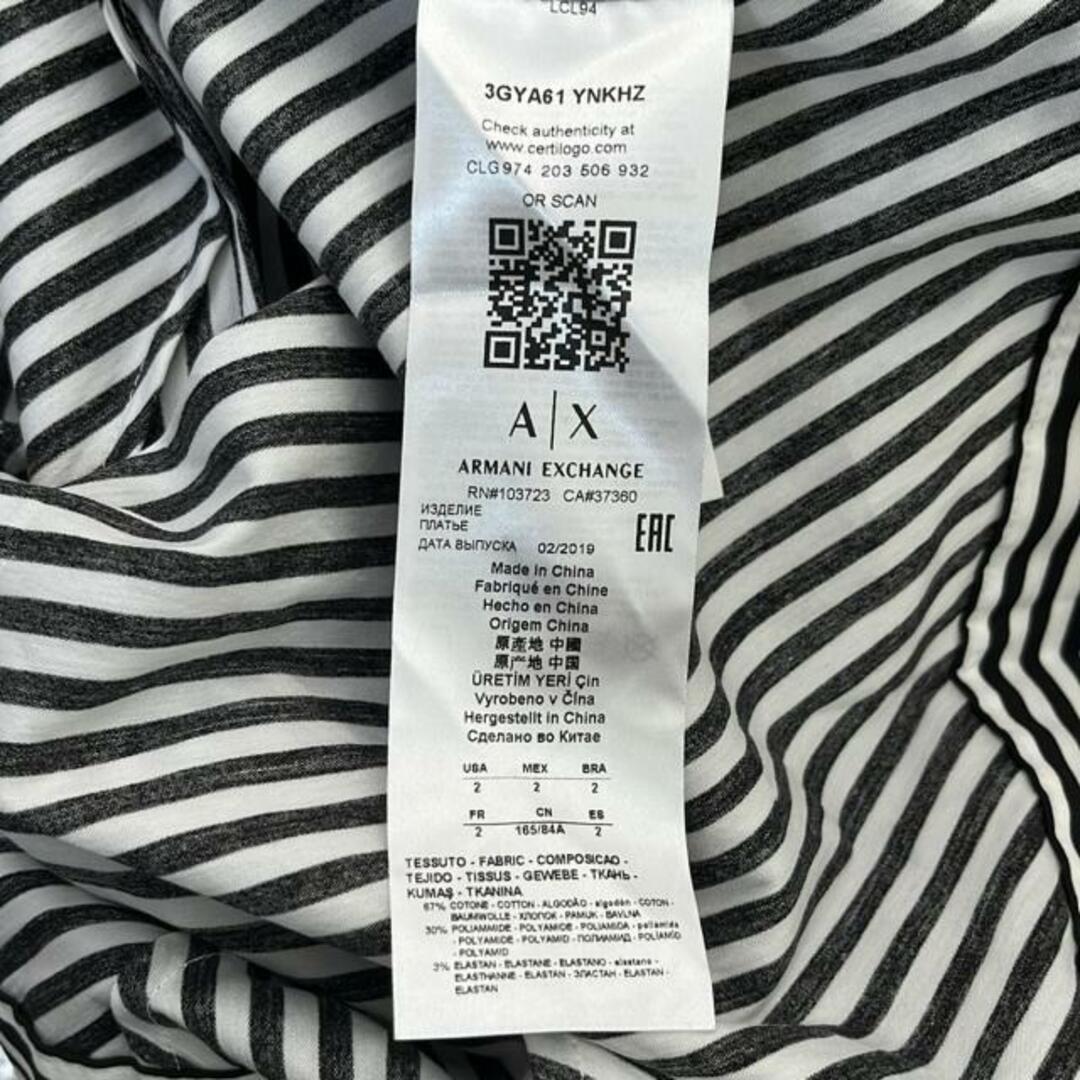 LCL94
3GYA61 YNKHZ
Check authenticity at
www.certilogo.com
CLG 974 203 506 932
OR SCAN
A|X
ARMANI EXCHANGE
RN#103723 CA#37360
ИЗДЕЛИЕ
ПЛАТЬЕ
ДАТА ВЫПУСКА 02/2019
EAC
Made in China
Fabriqué en Chine
Hecho en China
Origem China
原產地 中國
原产地 中国
ÜRETİM YERİ Çin
Vyrobeno v Čína
Hergestellt in China
Сделано во Китае
USA MEX BRA
2 2 2
FR CN ES
2 165/84A 2
TESSUTO - FABRIC - COMPOSICAO -
TEJIDO - TISSUS - GEWEBE - ТКАНЬ -
KUMAŞ - TKANINA
67% COTONE - COTTON - ALGODÃO - algodón - COTON -
BAUMWOLLE - ХЛОПОК - PAMUK - BAVLNA
30% POLIAMMIDE - POLYAMIDE - POLIAMIDA - poliamida
- POLYAMIDE - POLYAMID - ПОЛИАМИД - POLİAMİD
- POLYAMID
3% ELASTAN - ELASTANE - ELASTANO - elastano -
ELASTHANNE - ELASTAN - ЭЛАСТАН - ELASTAN -
ELASTAN